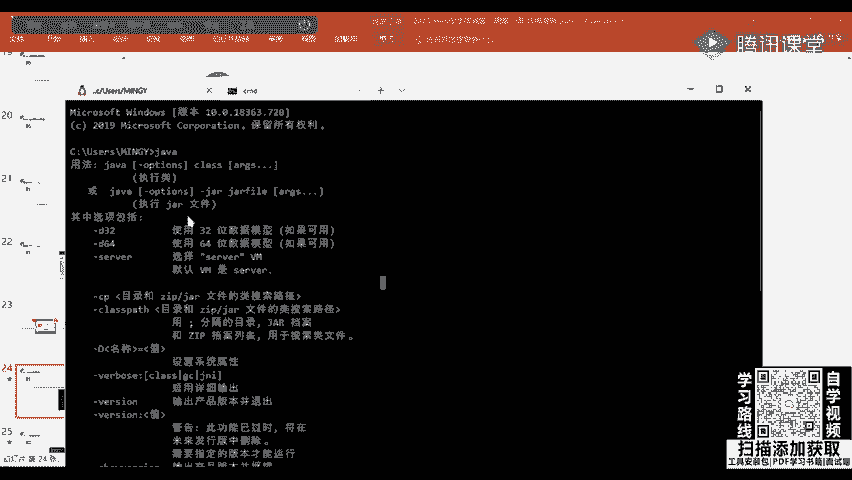 腾讯课堂
20
21
22
23
24
25
../Users/MINGY
cmd
Microsoft Windows [版本 10.0.18363.720]
(c) 2019 Microsoft Corporation。保留所有权利。
C:\Users\MINGY>java
用法: java [-options] class [args...]
(执行类)
或 java [-options] -jar jarfile [args...]
(执行 jar 文件)
其中选项包括:
-d32 使用 32 位数据模型 (如果可用)
-d64 使用 64 位数据模型 (如果可用)
-server 选择 "server" VM
默认 VM 是 server.
-cp <目录和 zip/jar 文件的类搜索路径>
-classpath <目录和 zip/jar 文件的类搜索路径>
用 ; 分隔的目录, JAR 档案
和 ZIP 档案列表, 用于搜索类文件。
-D<名称>=<值>
设置系统属性
-verbose:[class|gc|jni]
启用详细输出
-version 输出产品版本并退出
-version:<值>
警告: 此功能已过时, 将在
未来发行版中删除。
需要指定的版本才能运行
学习路线
自学视频
扫描添加获取
工具安装包|PDF学习书籍|面试题